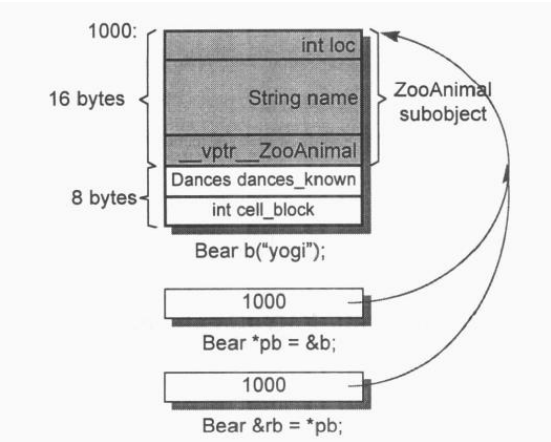 1000:
int loc
16 bytes
String name
ZooAnimal
subobject
__vptr__ZooAnimal
8 bytes
Dances dances_known
int cell_block
Bear b("yogi");
1000
Bear *pb = &b;
1000
Bear &rb = *pb;